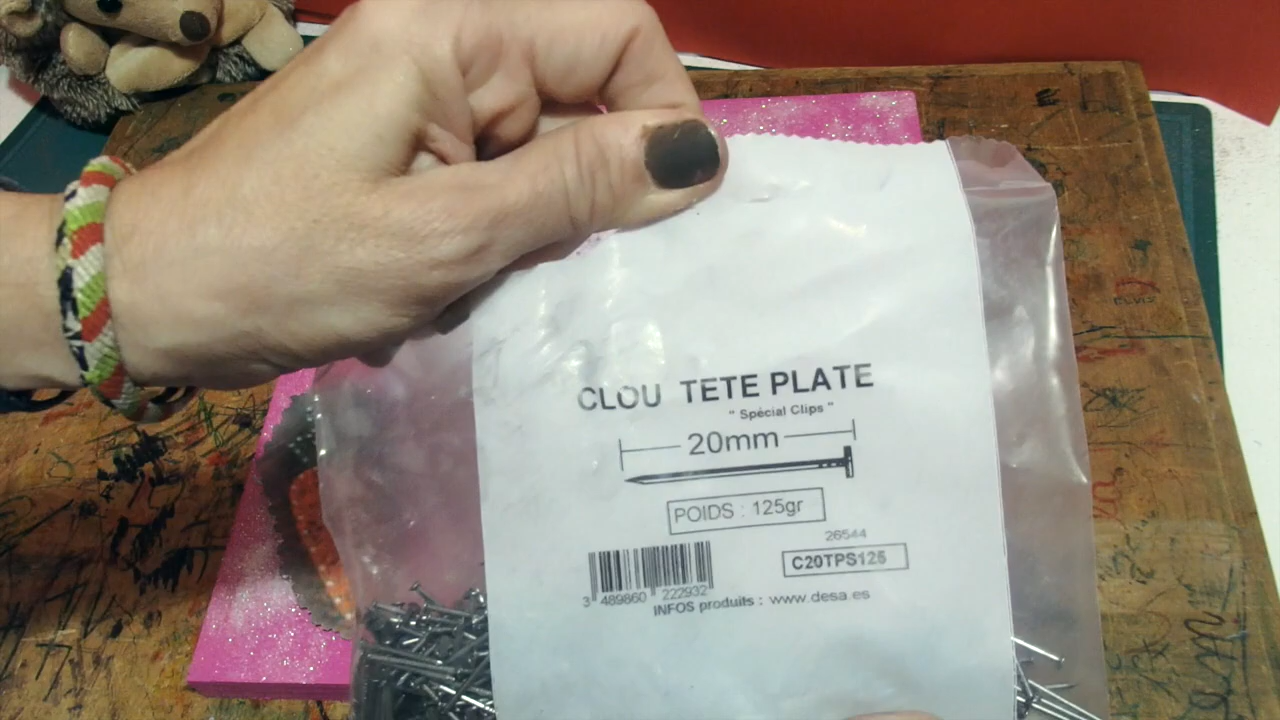 CLOU TETE PLATE
" Spécial Clips "
20mm
POIDS : 125gr
26544
C20TPS125
3 489860 222932
INFOS produits : www.desa.es